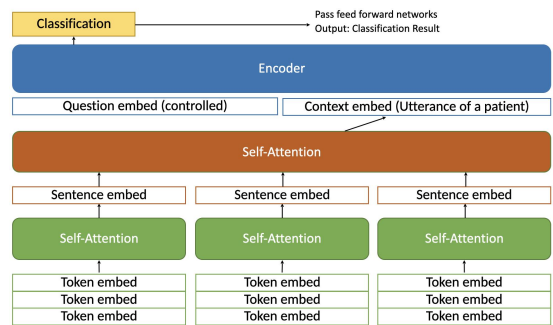 Classification
Pass feed forward networks
Output: Classification Result
Encoder
Question embed (controlled)
Context embed (Utterance of a patient)
Self-Attention
Sentence embed
Sentence embed
Sentence embed
Self-Attention
Self-Attention
Self-Attention
Token embed
Token embed
Token embed
Token embed
Token embed
Token embed
Token embed
Token embed
Token embed